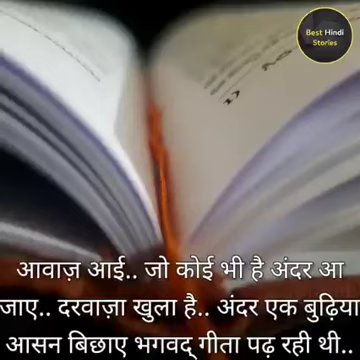 Best Hindi
Stories
आवाज़ आई.. जो कोई भी है अंदर आ
जाए.. दरवाज़ा खुला है.. अंदर एक बुढ़िया
आसन बिछाए भगवद् गीता पढ़ रही थी..